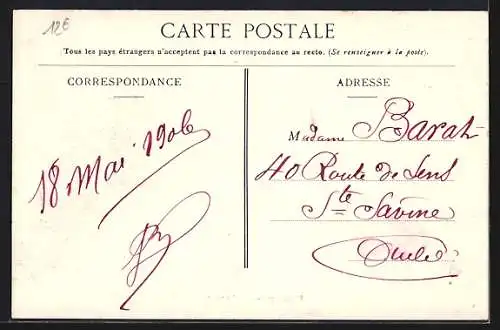 12€
CARTE POSTALE
Tous les pays étrangers n'acceptent pas la correspondance au recto. (Se renseigner à la poste).
CORRESPONDANCE
18 Mai 1906
ADRESSE
Madame Barat
40 Route de Sens
Ste Savine
Aube